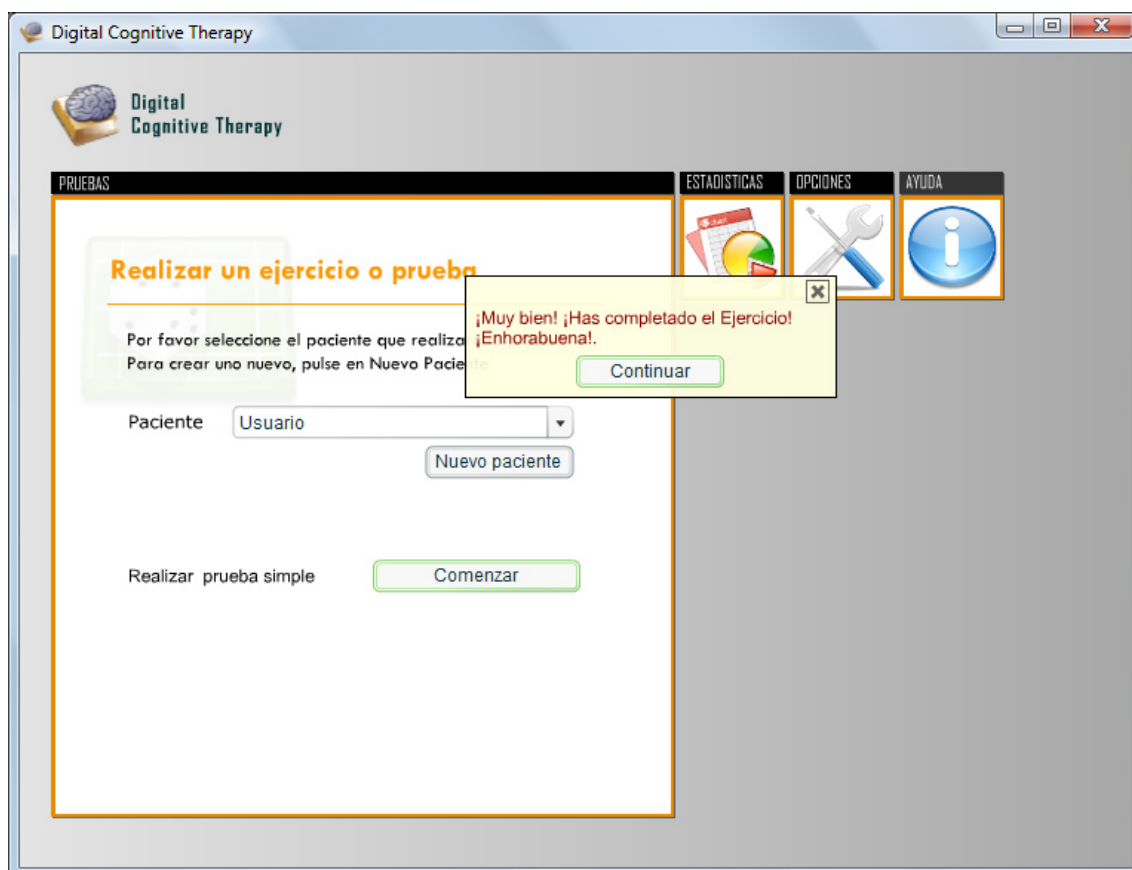 Digital Cognitive Therapy
Digital
Cognitive Therapy
PRUEBAS
ESTADISTICAS
OPCIONES
AYUDA
Realizar un ejercicio o prueba
¡Muy bien! ¡Has completado el Ejercicio!
¡Enhorabuena!.
Continuar
Por favor seleccione el paciente que realiza
Para crear uno nuevo, pulse en Nuevo Pacie
Paciente
Usuario
Nuevo paciente
Realizar prueba simple
Comenzar